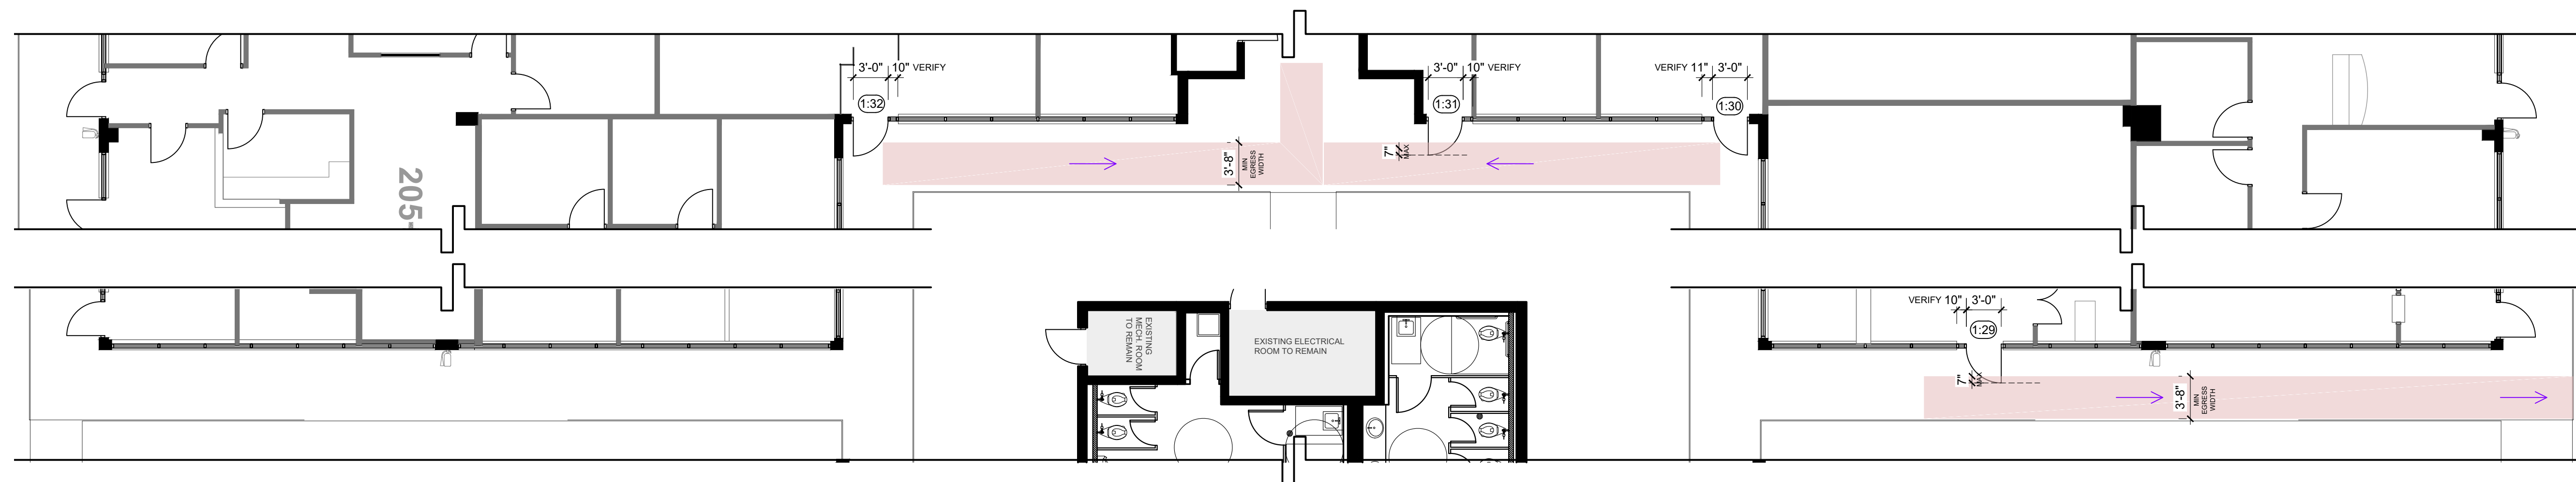 3'-0" 10" VERIFY
1:32
3'-0" 10" VERIFY
1:31
VERIFY 11" 3'-0"
1:30
7"
MAX
3'-8"
MIN
EGRESS
WIDTH
205-
VERIFY 10" 3'-0"
1:29
EXISTING
MECH. ROOM
TO REMAIN
EXISTING ELECTRICAL
ROOM TO REMAIN
7"
MAX
3'-8"
MIN
EGRESS
WIDTH